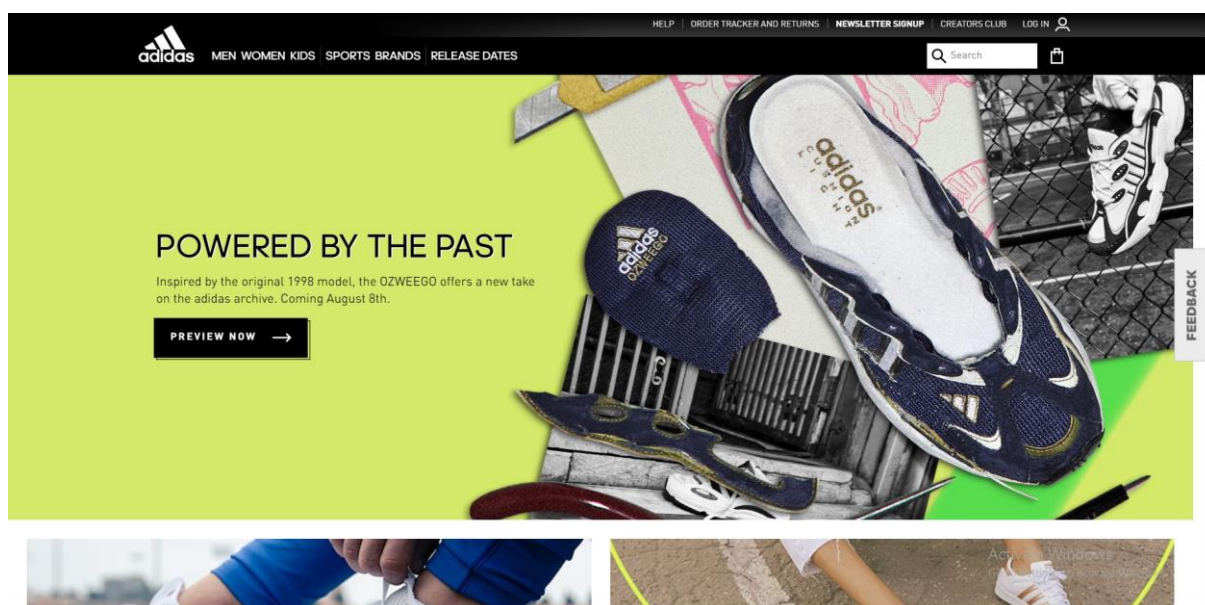 HELP ORDER TRACKER AND RETURNS NEWSLETTER SIGNUP CREATORS CLUB LOG IN
adidas MEN WOMEN KIDS SPORTS BRANDS RELEASE DATES Search
adidas
CUSHION
LIGHT
POWERED BY THE PAST
adidas
OZWEEGO
Inspired by the original 1998 model, the OZWEEGO offers a new take
on the adidas archive. Coming August 8th.
FEEDBACK
PREVIEW NOW
Windows